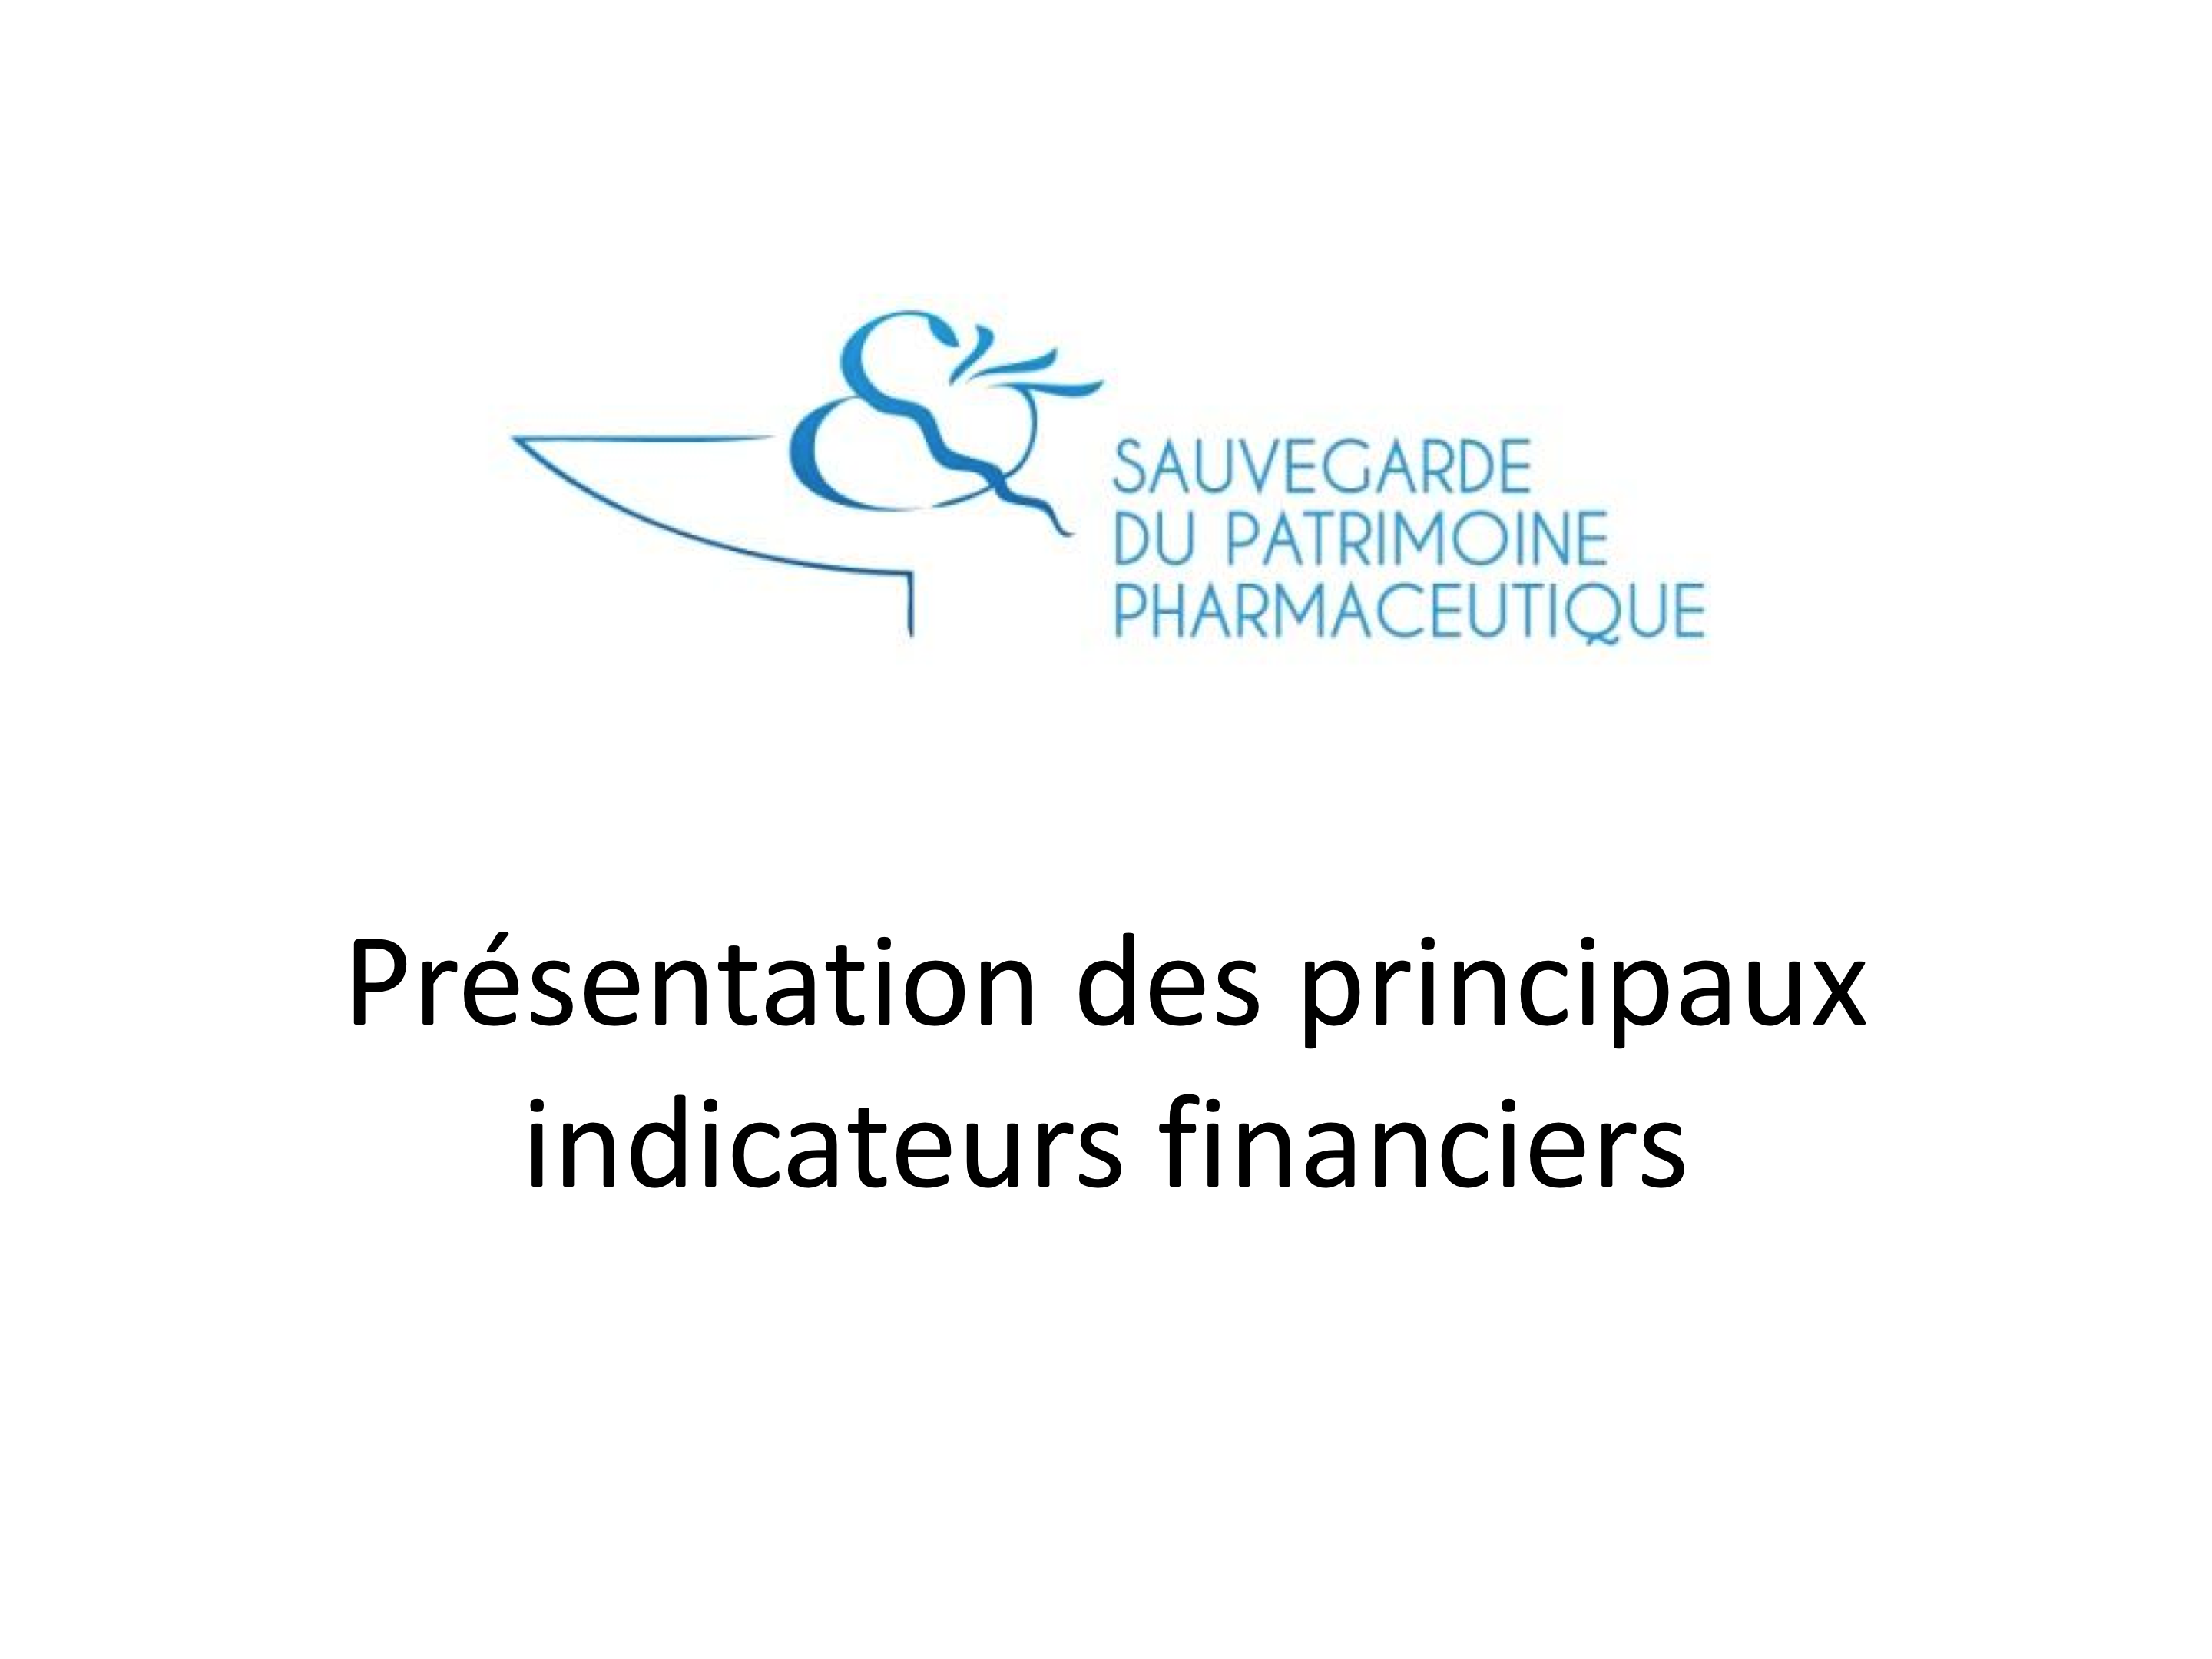 SAUVEGARDE
DU PATRIMOINE
PHARMACEUTIQUE
Présentation des principaux
indicateurs financiers